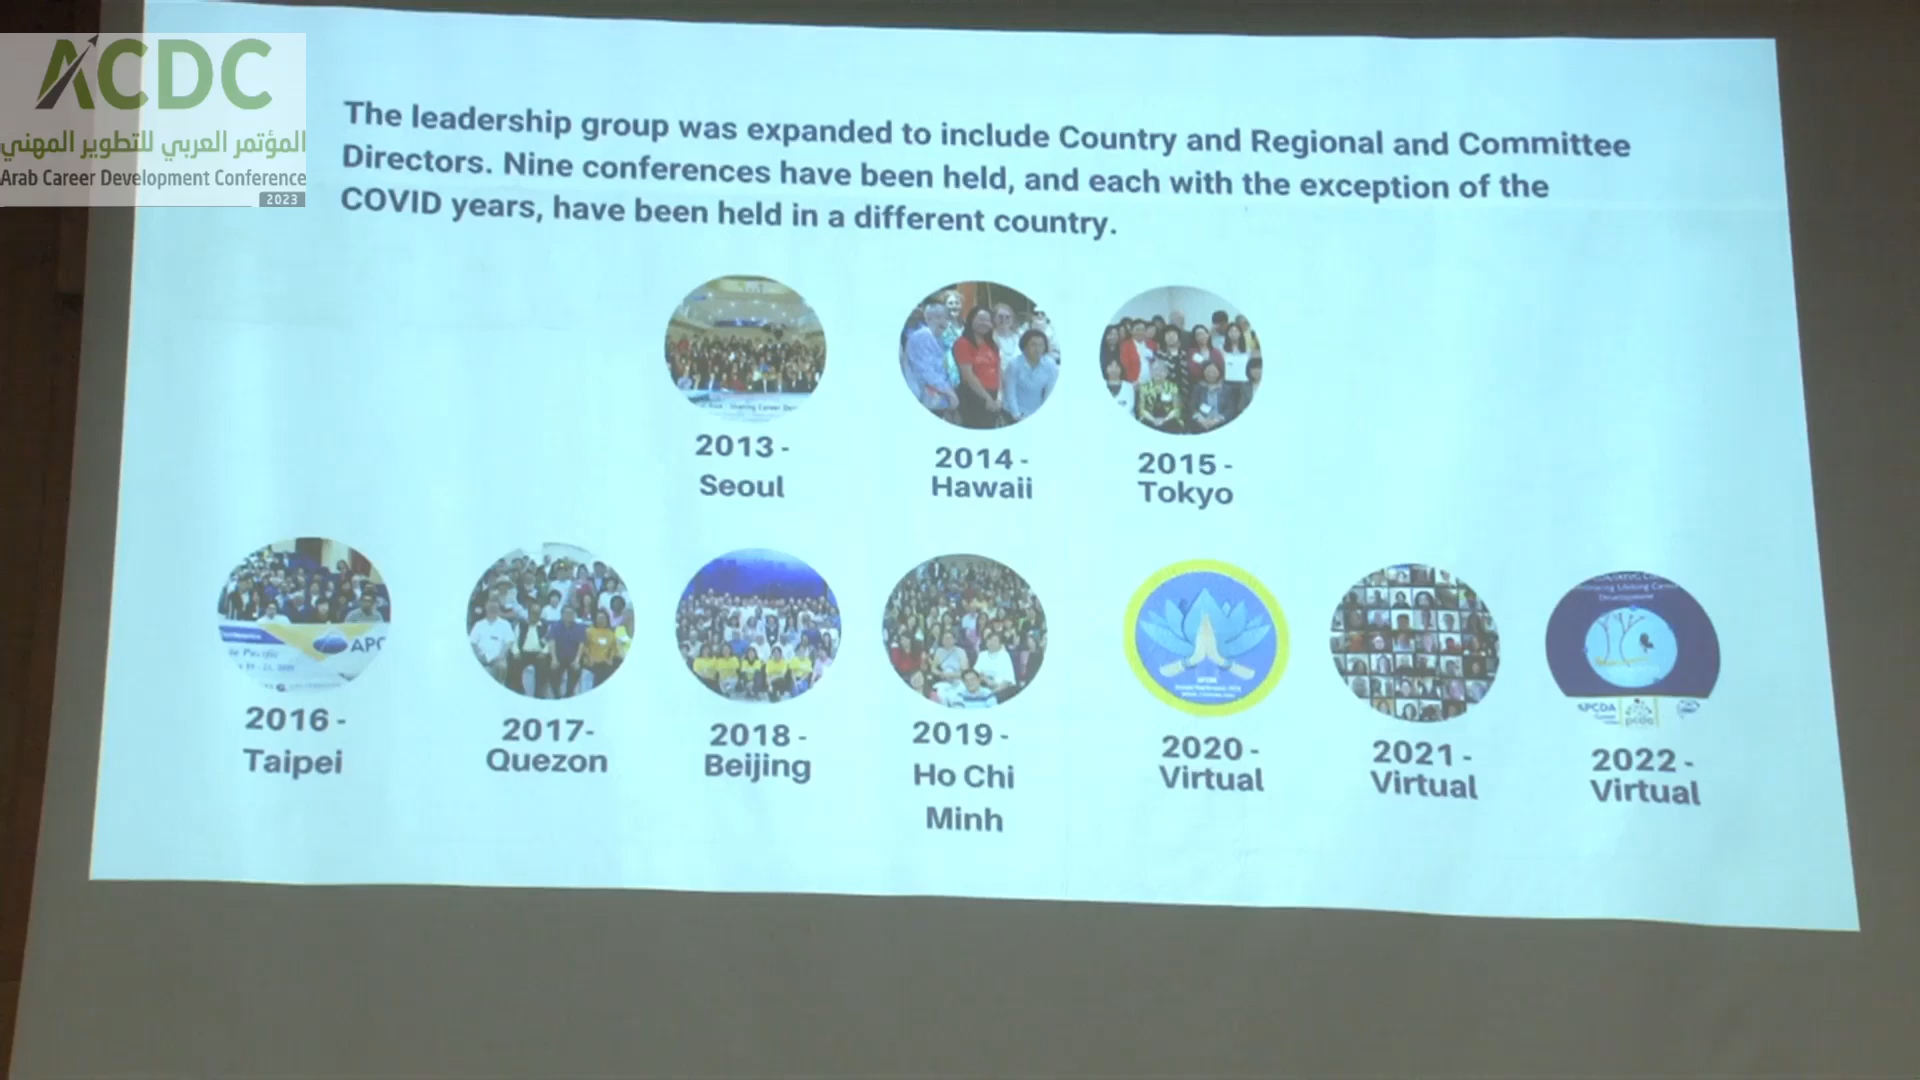 ACDC
المؤتمر العربي للتطوير المهني
Arab Career Development Conference
2023
The leadership group was expanded to include Country and Regional and Committee
Directors. Nine conferences have been held, and each with the exception of the
COVID years, have been held in a different country.
2013 -
Seoul
2014 -
Hawaii
2015 -
Tokyo
APC
2016 -
Taipei
2017-
Quezon
2018 -
Beijing
2019 -
Ho Chi
Minh
2020 -
Virtual
2021 -
Virtual
Development
2022 -
Virtual